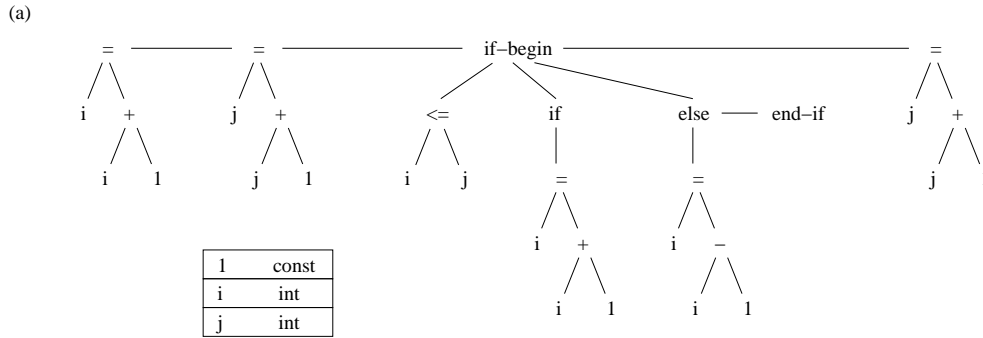 (a)
= = if-begin =
i + <= if else end-if j +
j +
i 1 j 1 i j = = j
i + i -
1 const
i int i 1 i 1
j int